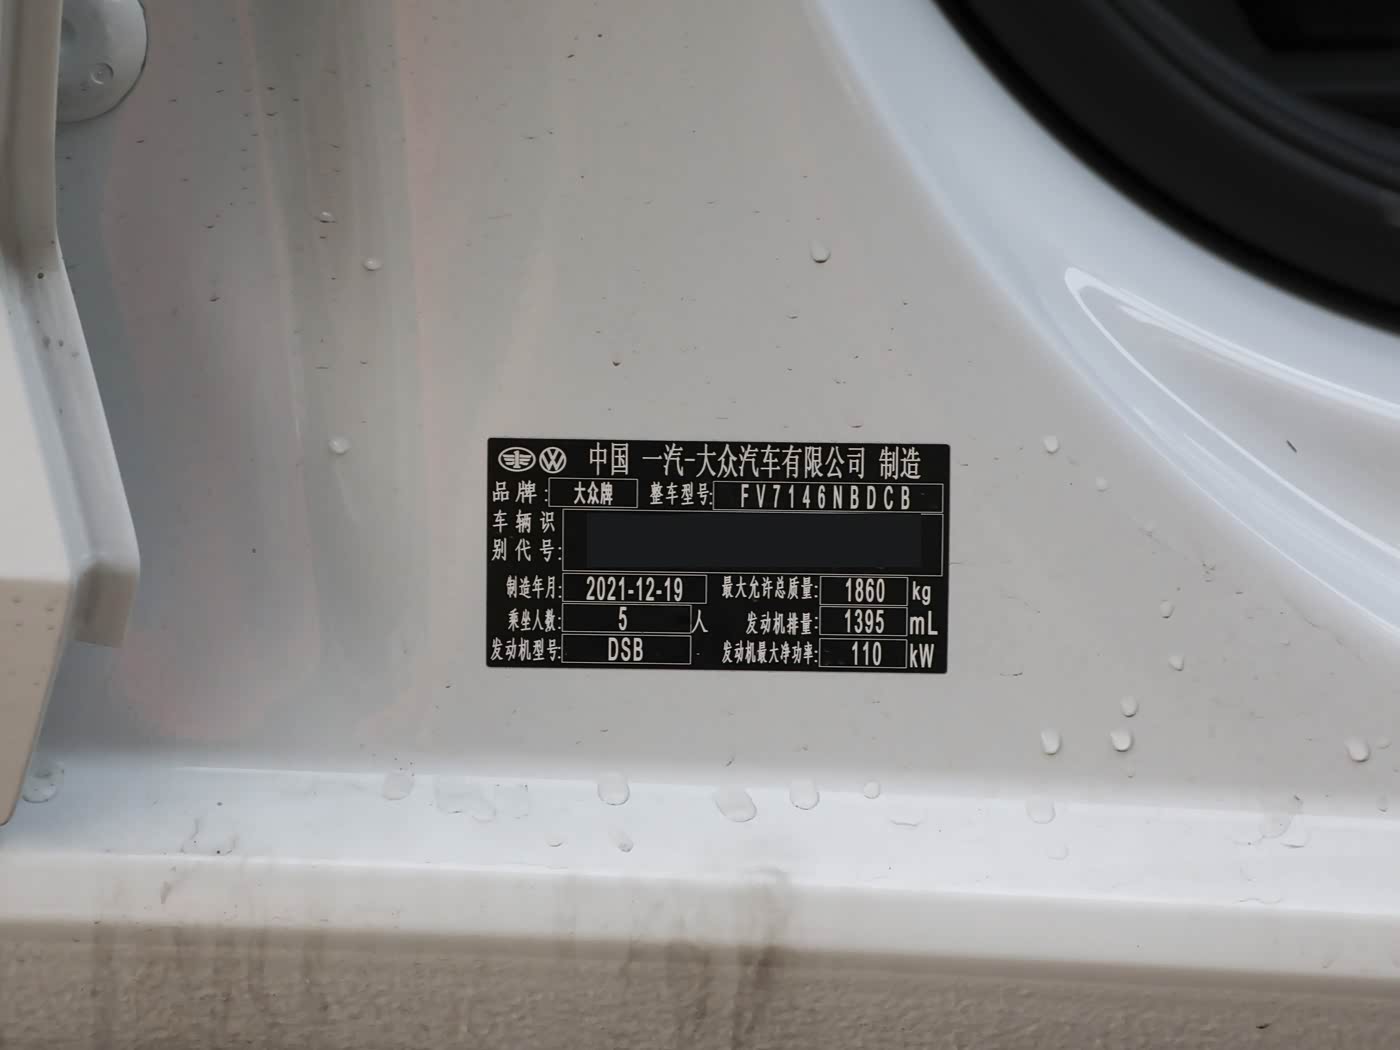 中国 一汽-大众汽车有限公司 制造
品牌: 大众牌 整车型号: FV7146NBDCB
车辆识
别代号:
制造年月: 2021-12-19 最大允许总质量: 1860 kg
乘坐人数: 5 人 发动机排量: 1395 mL
发动机型号: DSB 发动机最大净功率: 110 kW